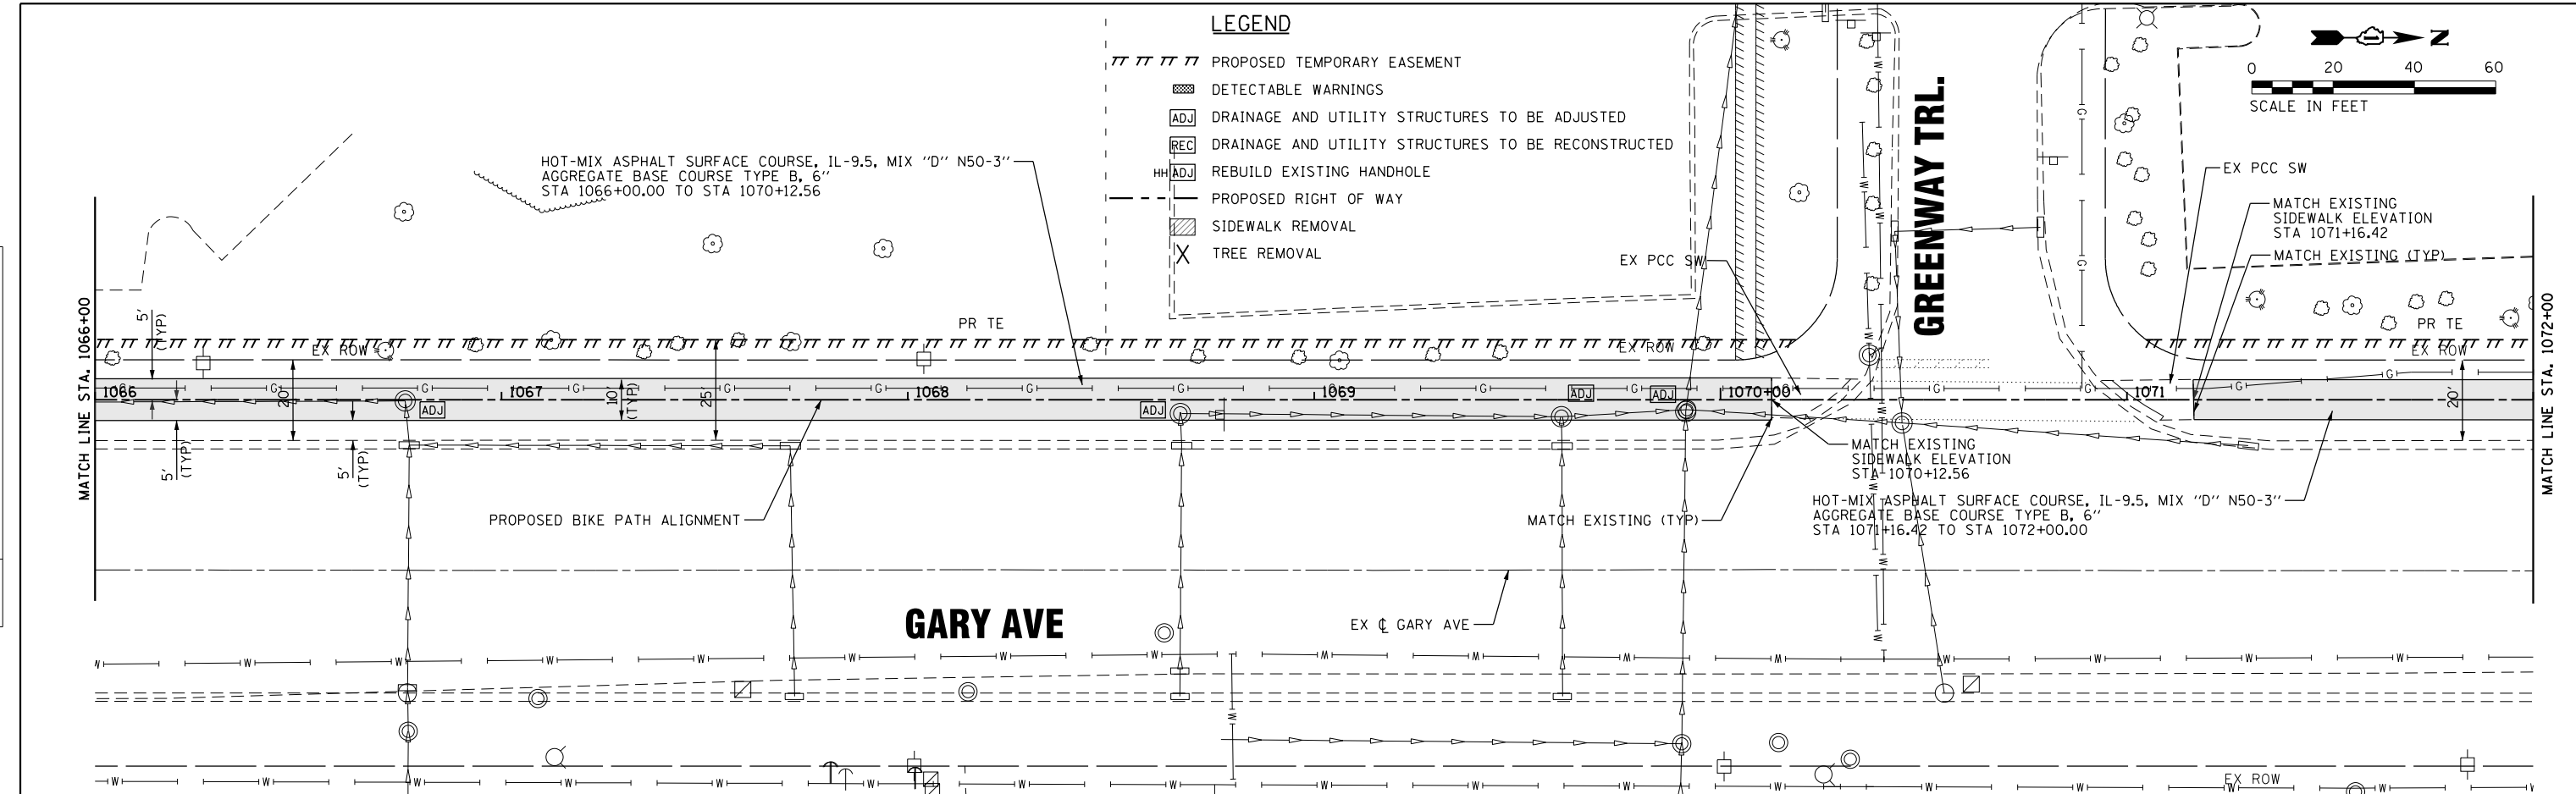 LEGEND
PROPOSED TEMPORARY EASEMENT
DETECTABLE WARNINGS
ADJ DRAINAGE AND UTILITY STRUCTURES TO BE ADJUSTED
REC DRAINAGE AND UTILITY STRUCTURES TO BE RECONSTRUCTED
HH ADJ REBUILD EXISTING HANDHOLE
PROPOSED RIGHT OF WAY
SIDEWALK REMOVAL
X TREE REMOVAL
N
0 20 40 60
SCALE IN FEET
HOT-MIX ASPHALT SURFACE COURSE, IL-9.5, MIX "D" N50-3"
AGGREGATE BASE COURSE TYPE B, 6"
STA 1066+00.00 TO STA 1070+12.56
GREENWAY TRL.
EX PCC SW
EX PCC SW
MATCH EXISTING
SIDEWALK ELEVATION
STA 1071+16.42
MATCH EXISTING (TYP)
MATCH LINE STA. 1066+00
MATCH LINE STA. 1072+00
5'
(TYP)
PR TE
PR TE
EX ROW
EX ROW
EX ROW
1066
1067
1068
1069
1070+00
1071
20'
10'
(TYP)
25'
20'
ADJ
ADJ
ADJ
ADJ
5'
(TYP)
5'
(TYP)
PROPOSED BIKE PATH ALIGNMENT
MATCH EXISTING (TYP)
MATCH EXISTING
SIDEWALK ELEVATION
STA 1070+12.56
HOT-MIX ASPHALT SURFACE COURSE, IL-9.5, MIX "D" N50-3"
AGGREGATE BASE COURSE TYPE B, 6"
STA 1071+16.42 TO STA 1072+00.00
GARY AVE
EX ℄ GARY AVE
EX ROW